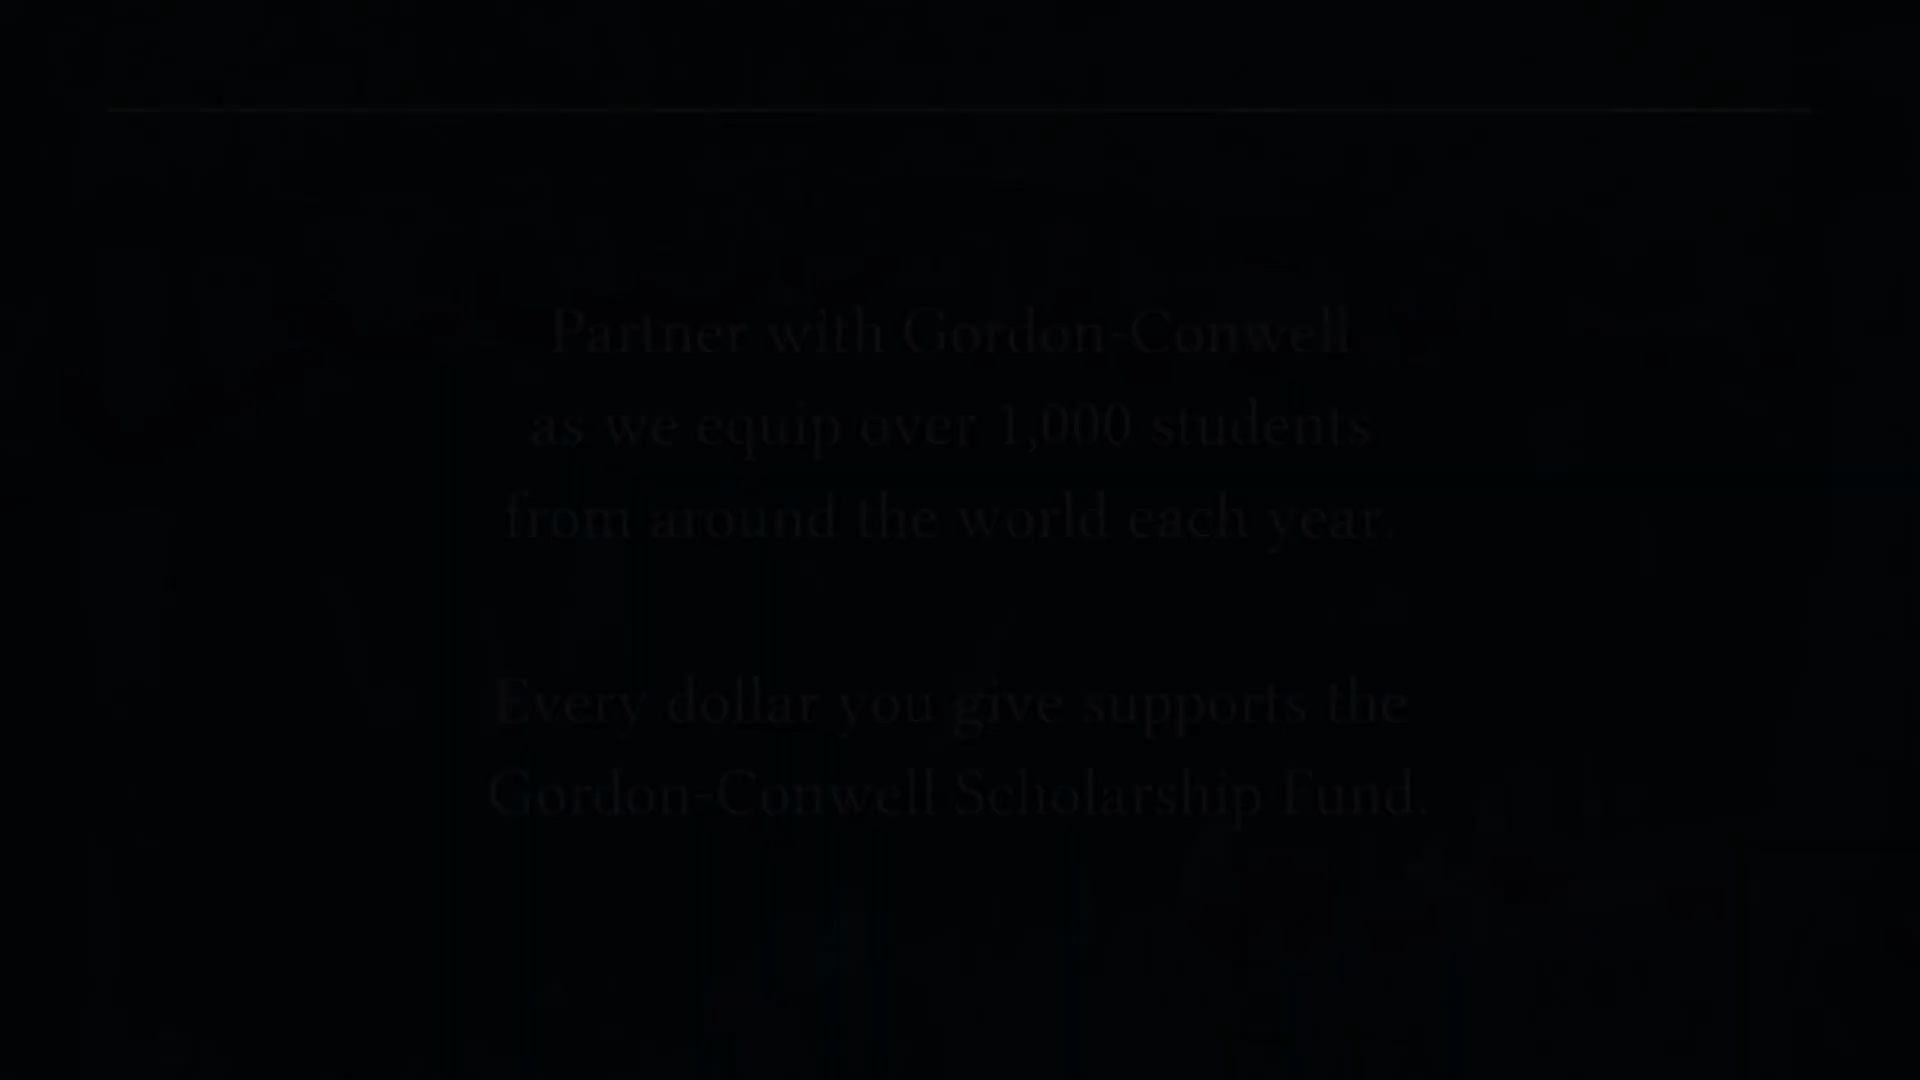 Partner with Gordon-Conwell
as we equip over 1,000 students
from around the world each year.
Every dollar you give supports the
Gordon-Conwell Scholarship Fund.